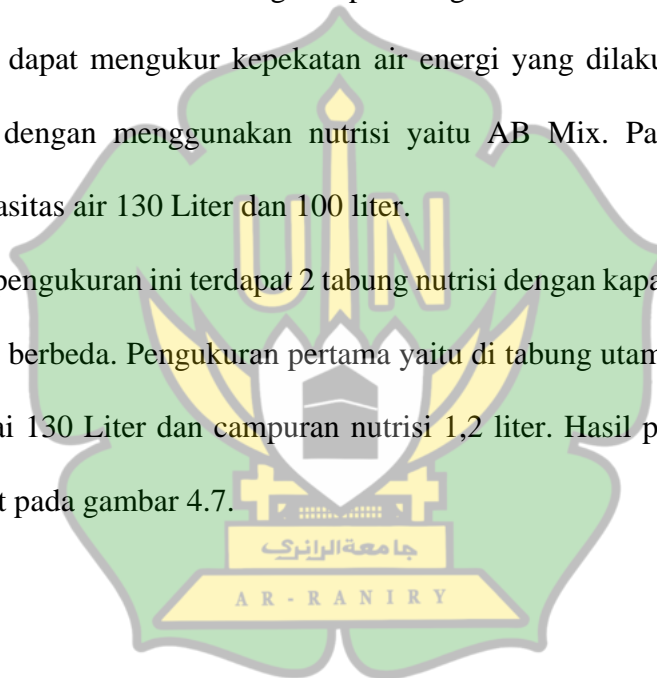 dapat mengukur kepekatan air energi yang dilaku
dengan menggunakan nutrisi yaitu AB Mix. Pa
asitas air 130 Liter dan 100 liter.
pengukuran ini terdapat 2 tabung nutrisi dengan kapa
berbeda. Pengukuran pertama yaitu di tabung utam
ai 130 Liter dan campuran nutrisi 1,2 liter. Hasil p
t pada gambar 4.7.
UIN
جامعةالرانري
AR-RANIRY